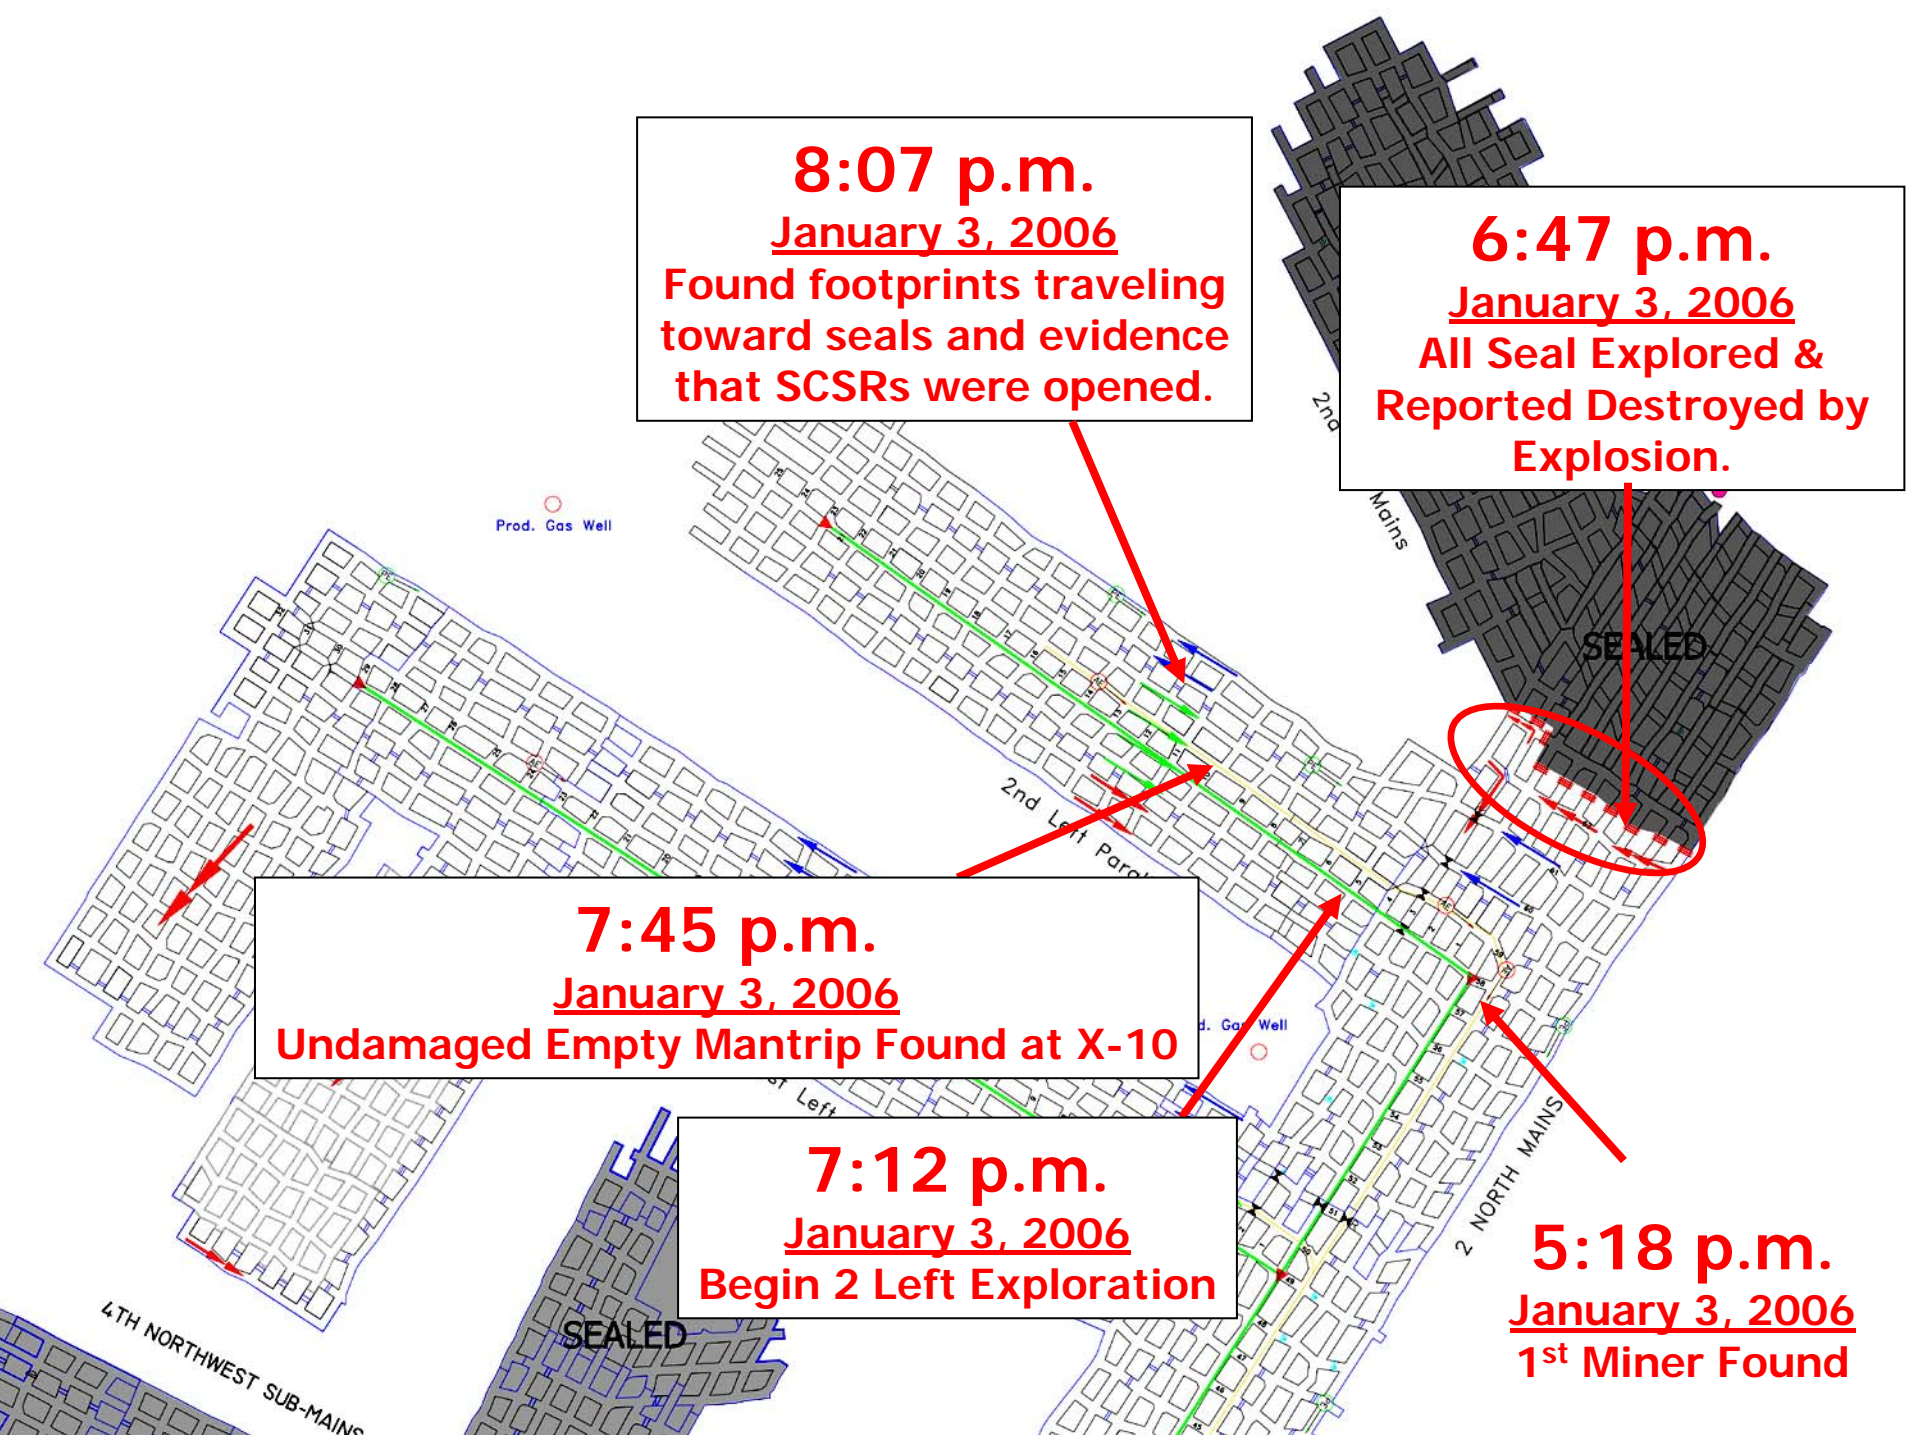 8:07 p.m.
January 3, 2006
Found footprints traveling
toward seals and evidence
that SCSRs were opened.
6:47 p.m.
January 3, 2006
All Seal Explored &
Reported Destroyed by
Explosion.
2nd
Mains
Prod. Gas Well
SEALED
2nd Left
7:45 p.m.
January 3, 2006
Undamaged Empty Mantrip Found at X-10
Gas Well
Left
7:12 p.m.
January 3, 2006
Begin 2 Left Exploration
2 NORTH MAINS
5:18 p.m.
January 3, 2006
1st Miner Found
4TH NORTHWEST SUB-MAINS
SEALED